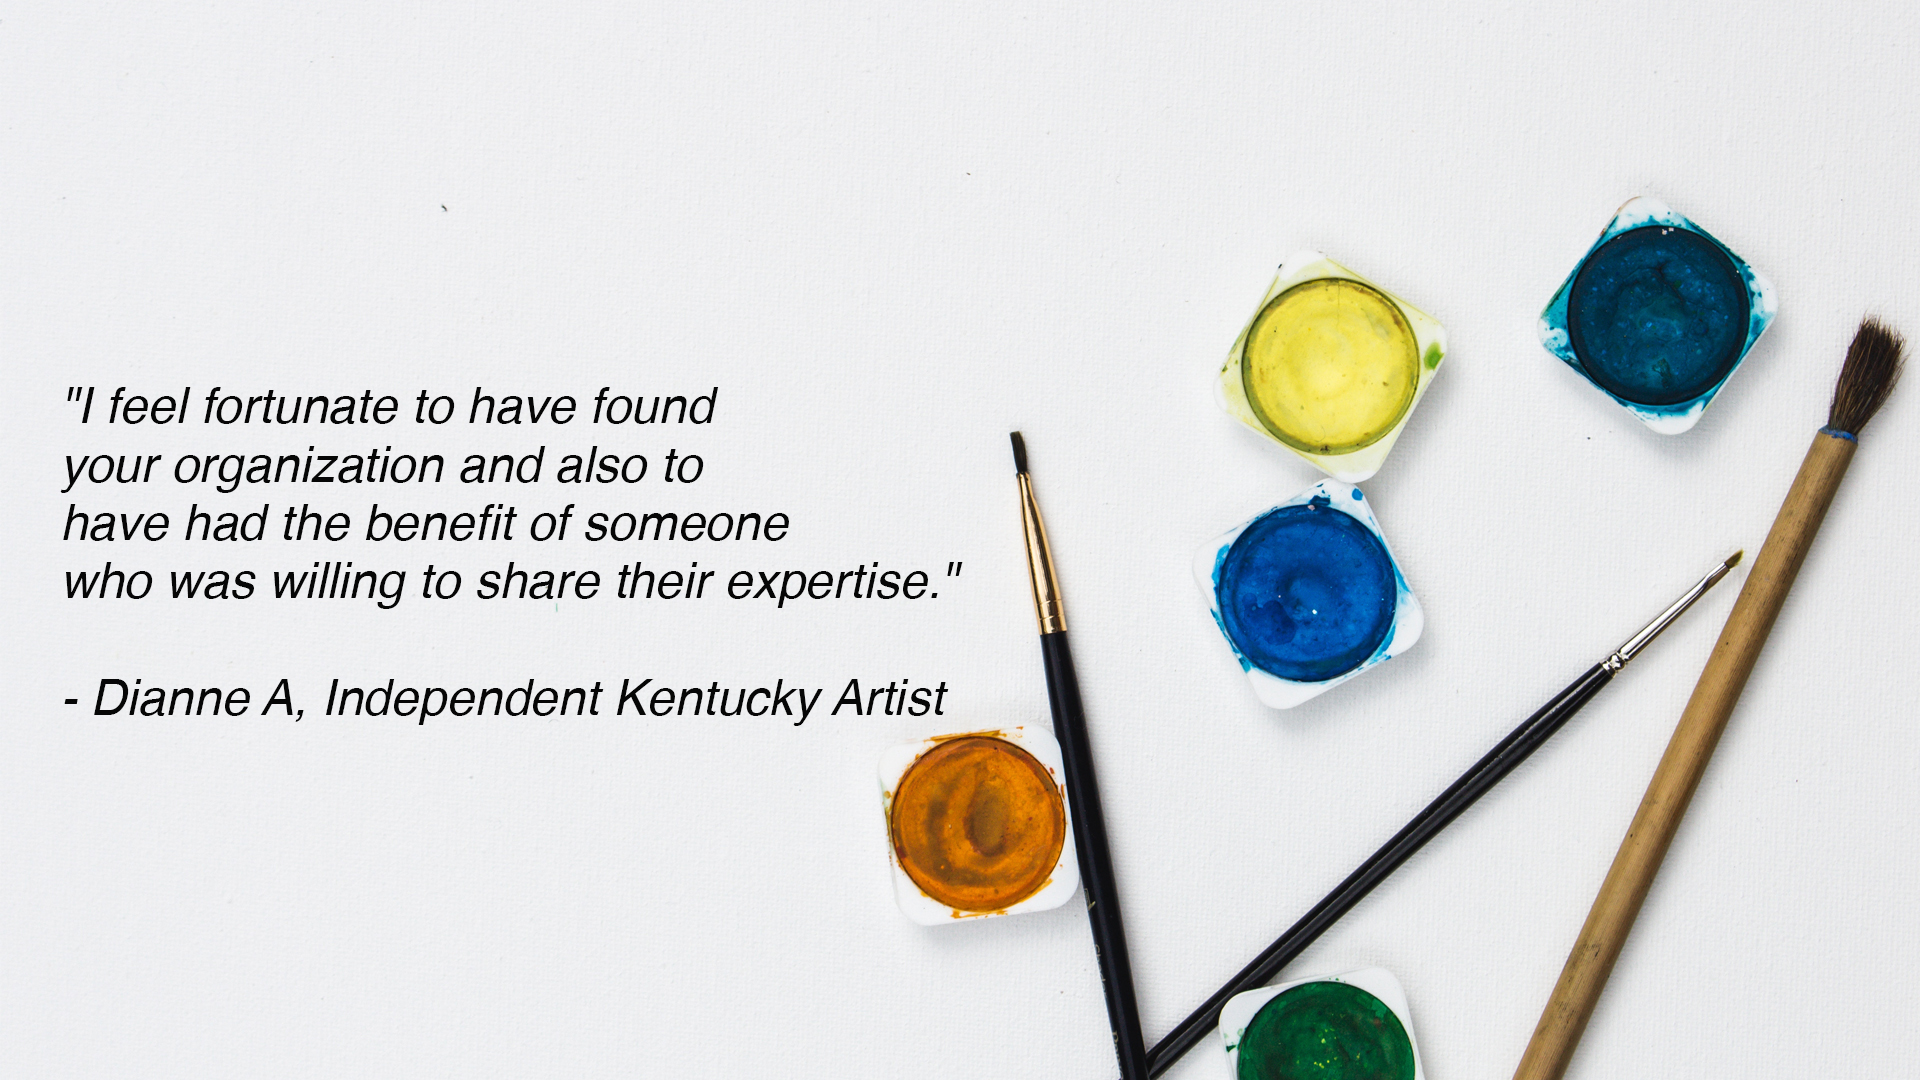 "I feel fortunate to have found
your organization and also to
have had the benefit of someone
who was willing to share their expertise."
- Dianne A, Independent Kentucky Artist